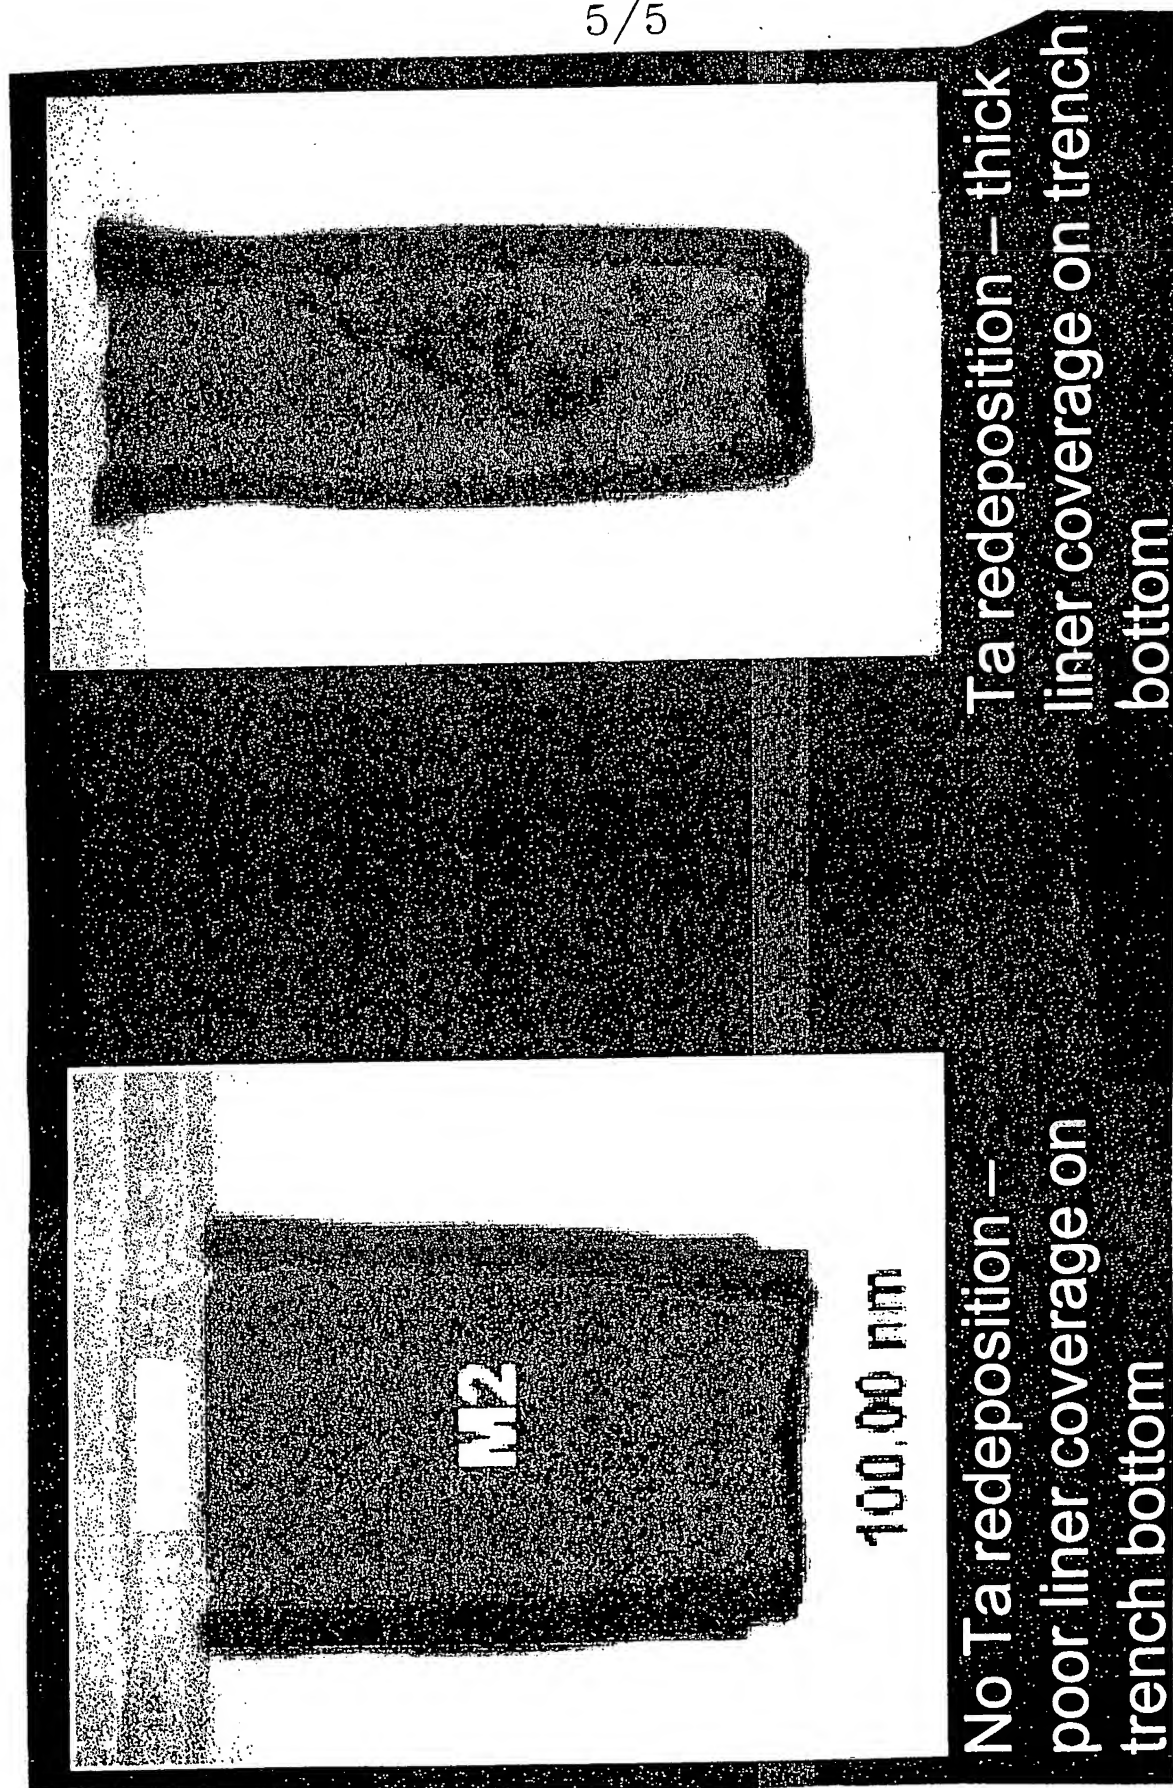 5/5
M2
100.00 nm
No Ta redeposition –
poor liner coverage on
trench bottom
Ta redeposition – thick
liner coverage on trench
bottom